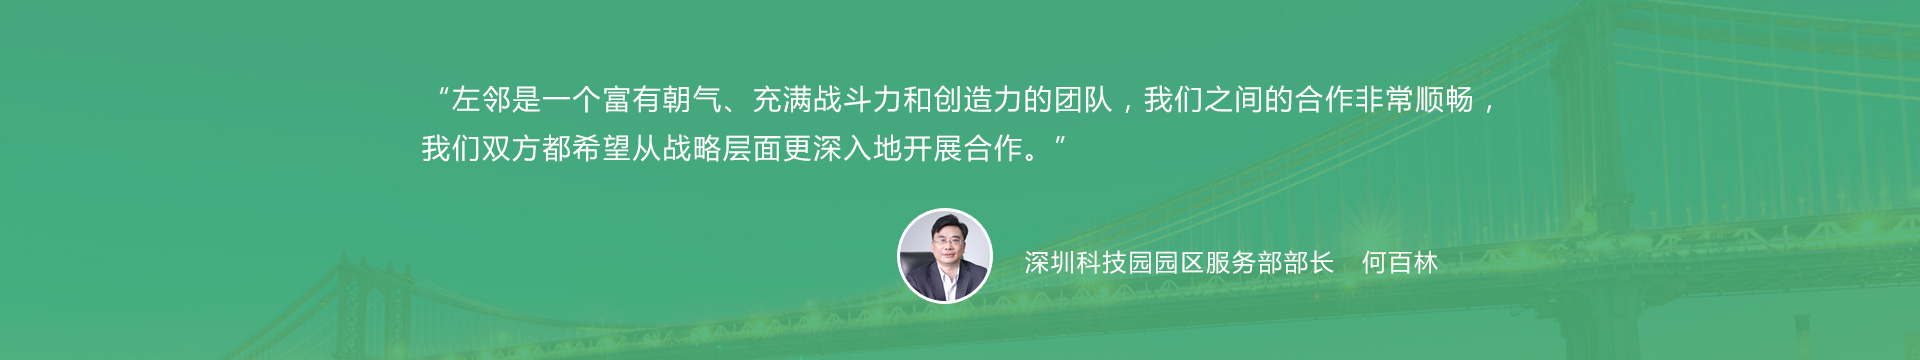 “左邻是一个富有朝气、充满战斗力和创造力的团队，我们之间的合作非常顺畅，
我们双方都希望从战略层面更深入地开展合作。”
深圳科技园园区服务部部长　何百林